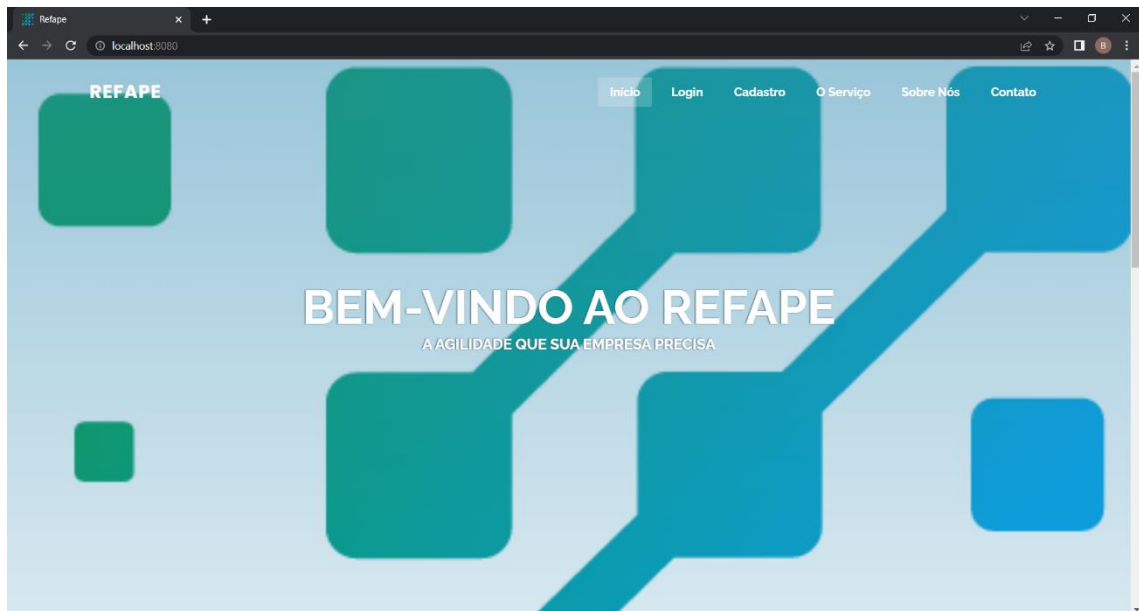 Refape
localhost:8080
B
REFAPE
Início Login Cadastro O Serviço Sobre Nós Contato
BEM-VINDO AO REFAPE
A AGILIDADE QUE SUA EMPRESA PRECISA